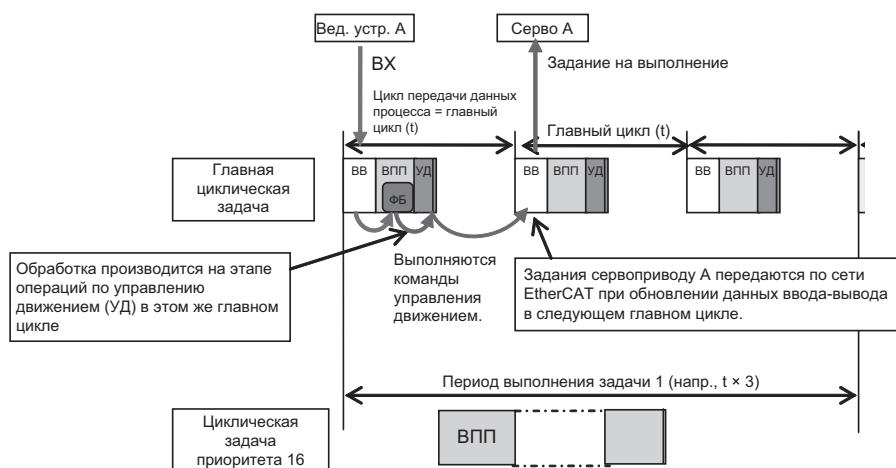 Вед. устр. А
Серво А
ВХ
Задание на выполнение
Цикл передачи данных
процесса = главный
цикл (t)
Главный цикл (t)
Главная
циклическая
задача
ВВ
ВПП
УД
ФБ
ВВ
ВПП
УД
ВВ
ВПП
УД
Обработка производится на этапе
операций по управлению
движением (УД) в этом же главном
цикле
Выполняются
команды
управления
движением.
Задания сервоприводу А передаются по сети
EtherCAT при обновлении данных ввода-вывода
в следующем главном цикле.
Период выполнения задачи 1 (напр., t × 3)
Циклическая
задача
приоритета 16
ВПП